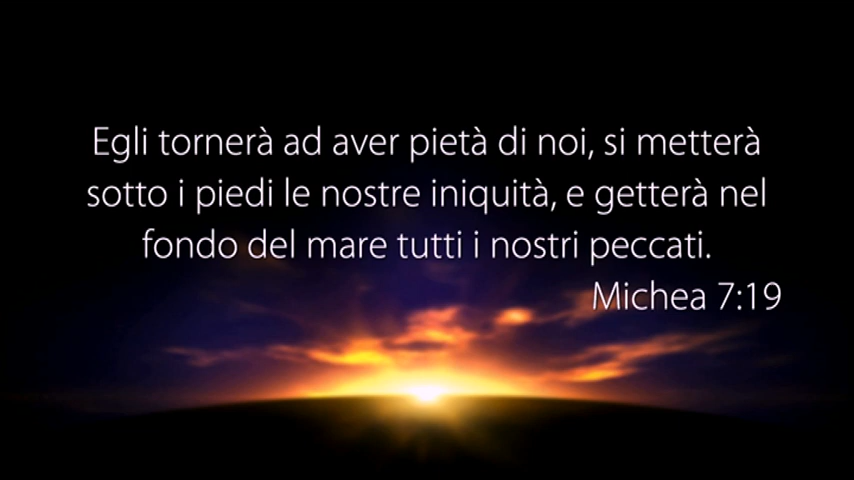 Egli tornerà ad aver pietà di noi, si metterà
sotto i piedi le nostre iniquità, e getterà nel
fondo del mare tutti i nostri peccati.
Michea 7:19